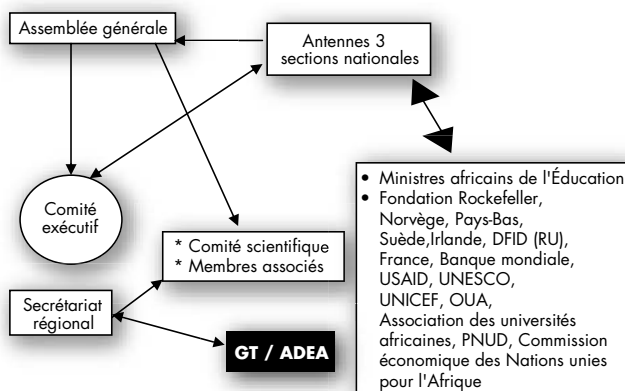 Assemblée générale
Antennes 3
sections nationales
Comité
exécutif
* Comité scientifique
* Membres associés
Secrétariat
régional
GT / ADEA
• Ministres africains de l'Éducation
• Fondation Rockefeller,
Norvège, Pays-Bas,
Suède,Irlande, DFID (RU),
France, Banque mondiale,
USAID, UNESCO,
UNICEF, OUA,
Association des universités
africaines, PNUD, Commission
économique des Nations unies
pour l'Afrique